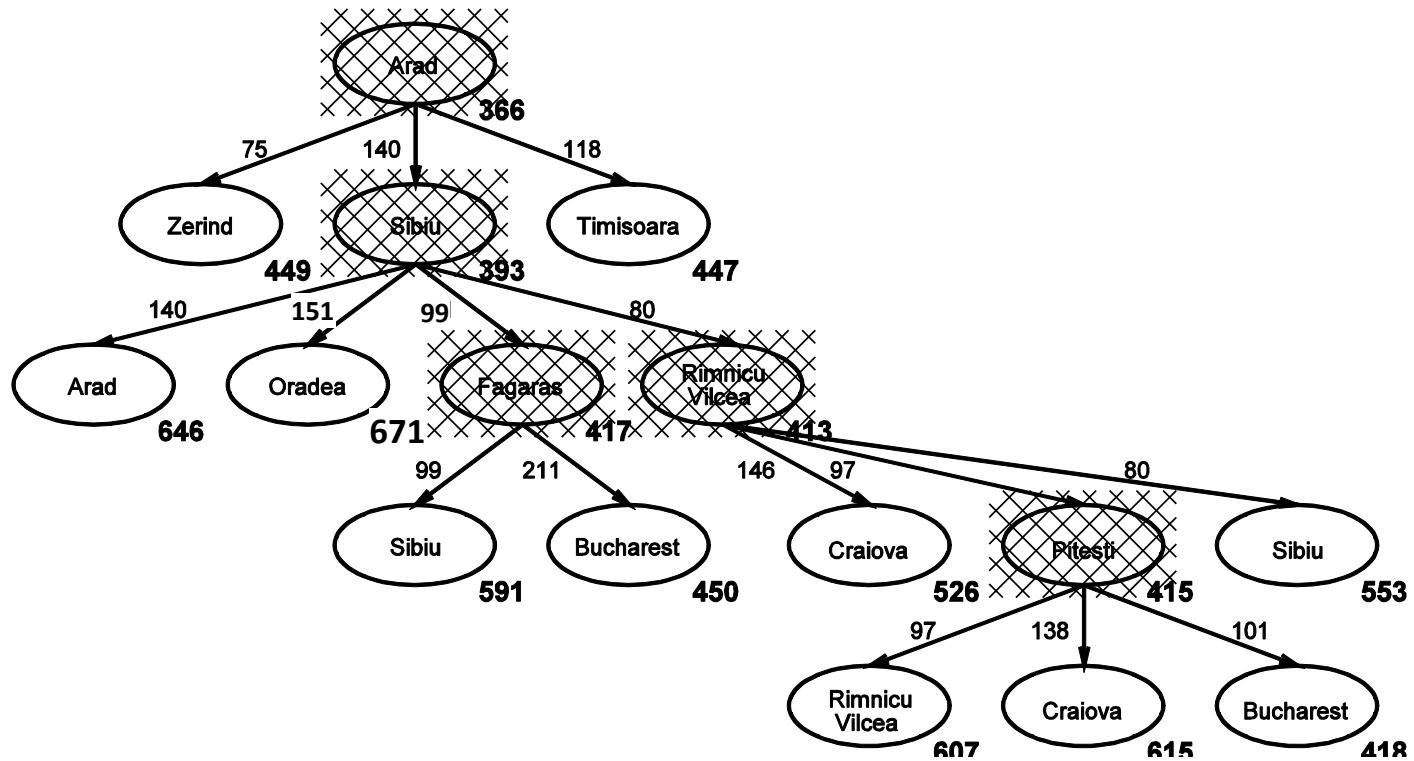 Arad
366
75
140
118
Zerind
Sibiu
Timisoara
449
393
447
140
151
99
80
Arad
Oradea
Fagaras
Rimnicu
Vilcea
646
671
417
413
99
211
146
97
80
Sibiu
Bucharest
Craiova
Pitesti
Sibiu
591
450
526
415
553
97
138
101
Rimnicu
Vilcea
Craiova
Bucharest
607
615
418